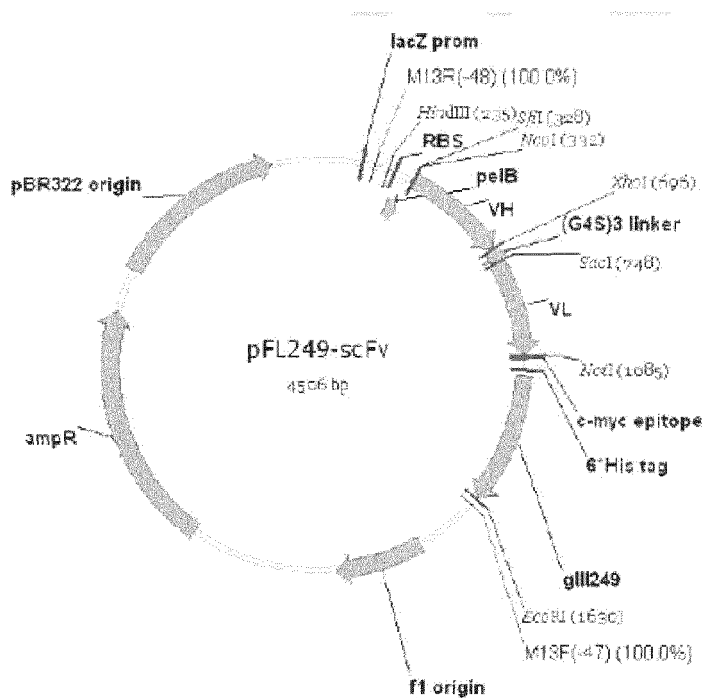 lacZ prom
M13R(-48) (100.0%)
HindIII (235)
SfiI (328)
RBS
NcoI (392)
pBR322 origin
pelB
XhoI (696)
VH
(G4S)3 linker
SacI (748)
VL
pFL249-scFv
4506 bp
NotI (1085)
c-myc epitope
ampR
6*His tag
gIII249
EcoRI (1630)
M13F(-47) (100.0%)
f1 origin